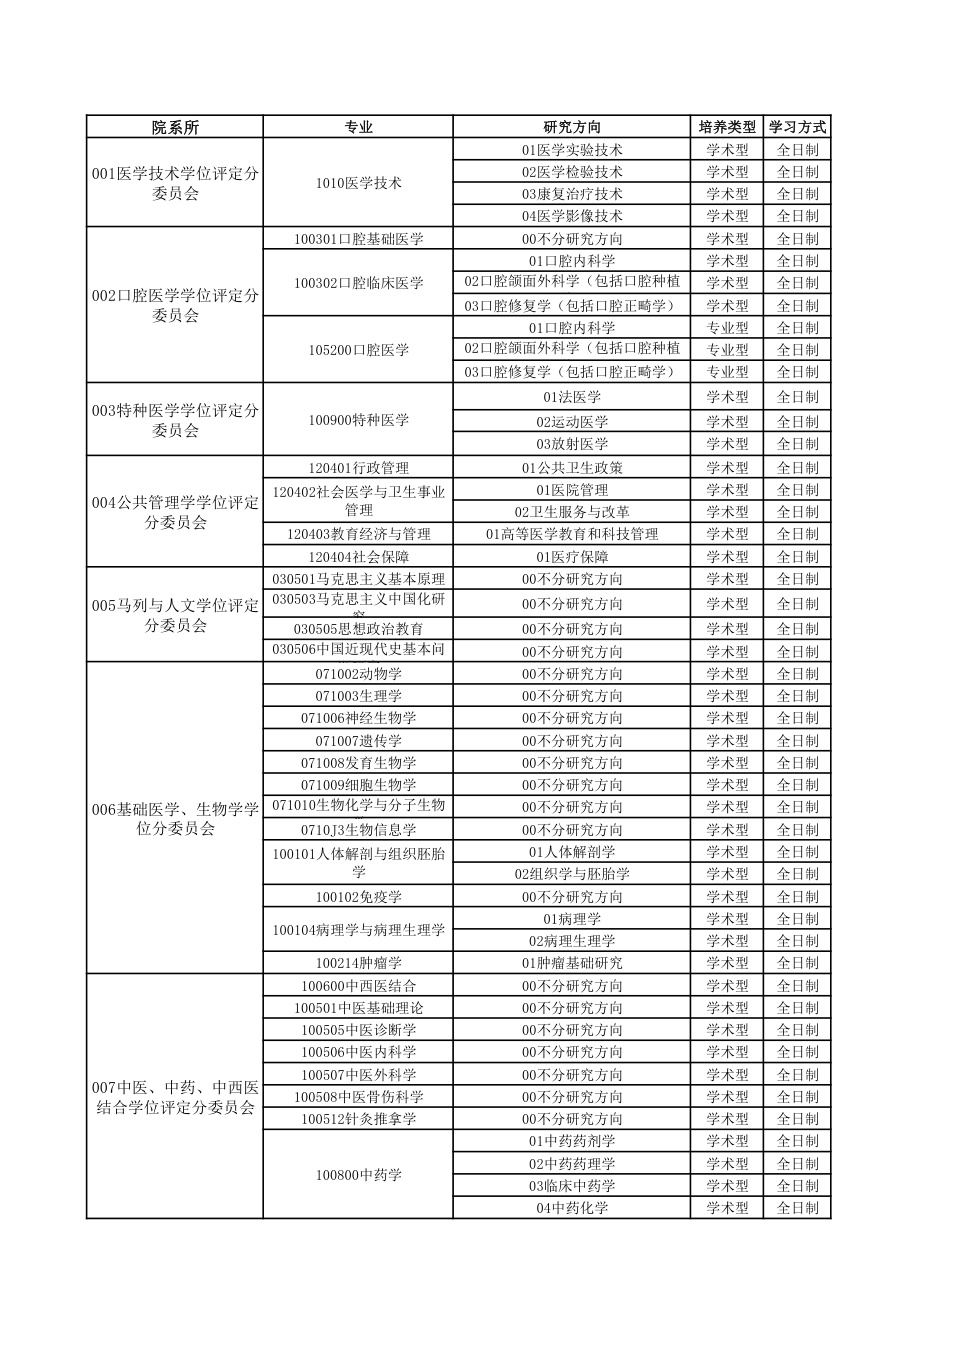 院系所 专业 研究方向 培养类型 学习方式
001医学技术学位评定分委员会 1010医学技术 01医学实验技术 学术型 全日制
02医学检验技术 学术型 全日制
03康复治疗技术 学术型 全日制
04医学影像技术 学术型 全日制
002口腔医学学位评定分委员会 100301口腔基础医学 00不分研究方向 学术型 全日制
100302口腔临床医学 01口腔内科学 学术型 全日制
02口腔颌面外科学（包括口腔种植 学术型 全日制
03口腔修复学（包括口腔正畸学） 学术型 全日制
105200口腔医学 01口腔内科学 专业型 全日制
02口腔颌面外科学（包括口腔种植 专业型 全日制
03口腔修复学（包括口腔正畸学） 专业型 全日制
003特种医学学位评定分委员会 100900特种医学 01法医学 学术型 全日制
02运动医学 学术型 全日制
03放射医学 学术型 全日制
004公共管理学学位评定分委员会 120401行政管理 01公共卫生政策 学术型 全日制
120402社会医学与卫生事业管理 01医院管理 学术型 全日制
02卫生服务与改革 学术型 全日制
120403教育经济与管理 01高等医学教育和科技管理 学术型 全日制
120404社会保障 01医疗保障 学术型 全日制
005马列与人文学位评定分委员会 030501马克思主义基本原理 00不分研究方向 学术型 全日制
030503马克思主义中国化研究 00不分研究方向 学术型 全日制
030505思想政治教育 00不分研究方向 学术型 全日制
030506中国近现代史基本问 00不分研究方向 学术型 全日制
006基础医学、生物学学位分委员会 071002动物学 00不分研究方向 学术型 全日制
071003生理学 00不分研究方向 学术型 全日制
071006神经生物学 00不分研究方向 学术型 全日制
071007遗传学 00不分研究方向 学术型 全日制
071008发育生物学 00不分研究方向 学术型 全日制
071009细胞生物学 00不分研究方向 学术型 全日制
071010生物化学与分子生物 00不分研究方向 学术型 全日制
0710J3生物信息学 00不分研究方向 学术型 全日制
100101人体解剖与组织胚胎学 01人体解剖学 学术型 全日制
02组织学与胚胎学 学术型 全日制
100102免疫学 00不分研究方向 学术型 全日制
100104病理学与病理生理学 01病理学 学术型 全日制
02病理生理学 学术型 全日制
100214肿瘤学 01肿瘤基础研究 学术型 全日制
007中医、中药、中西医结合学位评定分委员会 100600中西医结合 00不分研究方向 学术型 全日制
100501中医基础理论 00不分研究方向 学术型 全日制
100505中医诊断学 00不分研究方向 学术型 全日制
100506中医内科学 00不分研究方向 学术型 全日制
100507中医外科学 00不分研究方向 学术型 全日制
100508中医骨伤科学 00不分研究方向 学术型 全日制
100512针灸推拿学 00不分研究方向 学术型 全日制
100800中药学 01中药药剂学 学术型 全日制
02中药药理学 学术型 全日制
03临床中药学 学术型 全日制
04中药化学 学术型 全日制